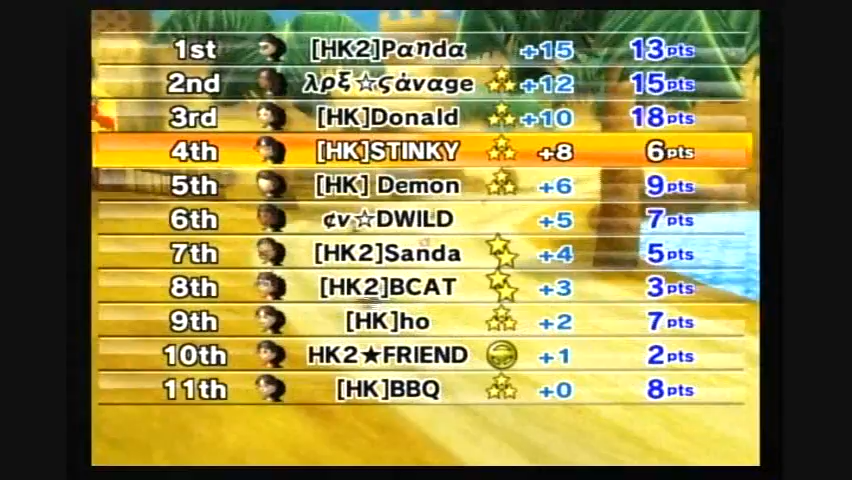 1st [HK2]Pαηdα +15 13pts
2nd λρξ☆ςάναge +12 15pts
3rd [HK]Donald +10 18pts
4th [HK]STINKY +8 6pts
5th [HK] Demon +6 9pts
6th ¢ν☆DWILD +5 7pts
7th [HK2]Sanda +4 5pts
8th [HK2]BCAT +3 3pts
9th [HK]ho +2 7pts
10th HK2★FRIEND +1 2pts
11th [HK]BBQ +0 8pts